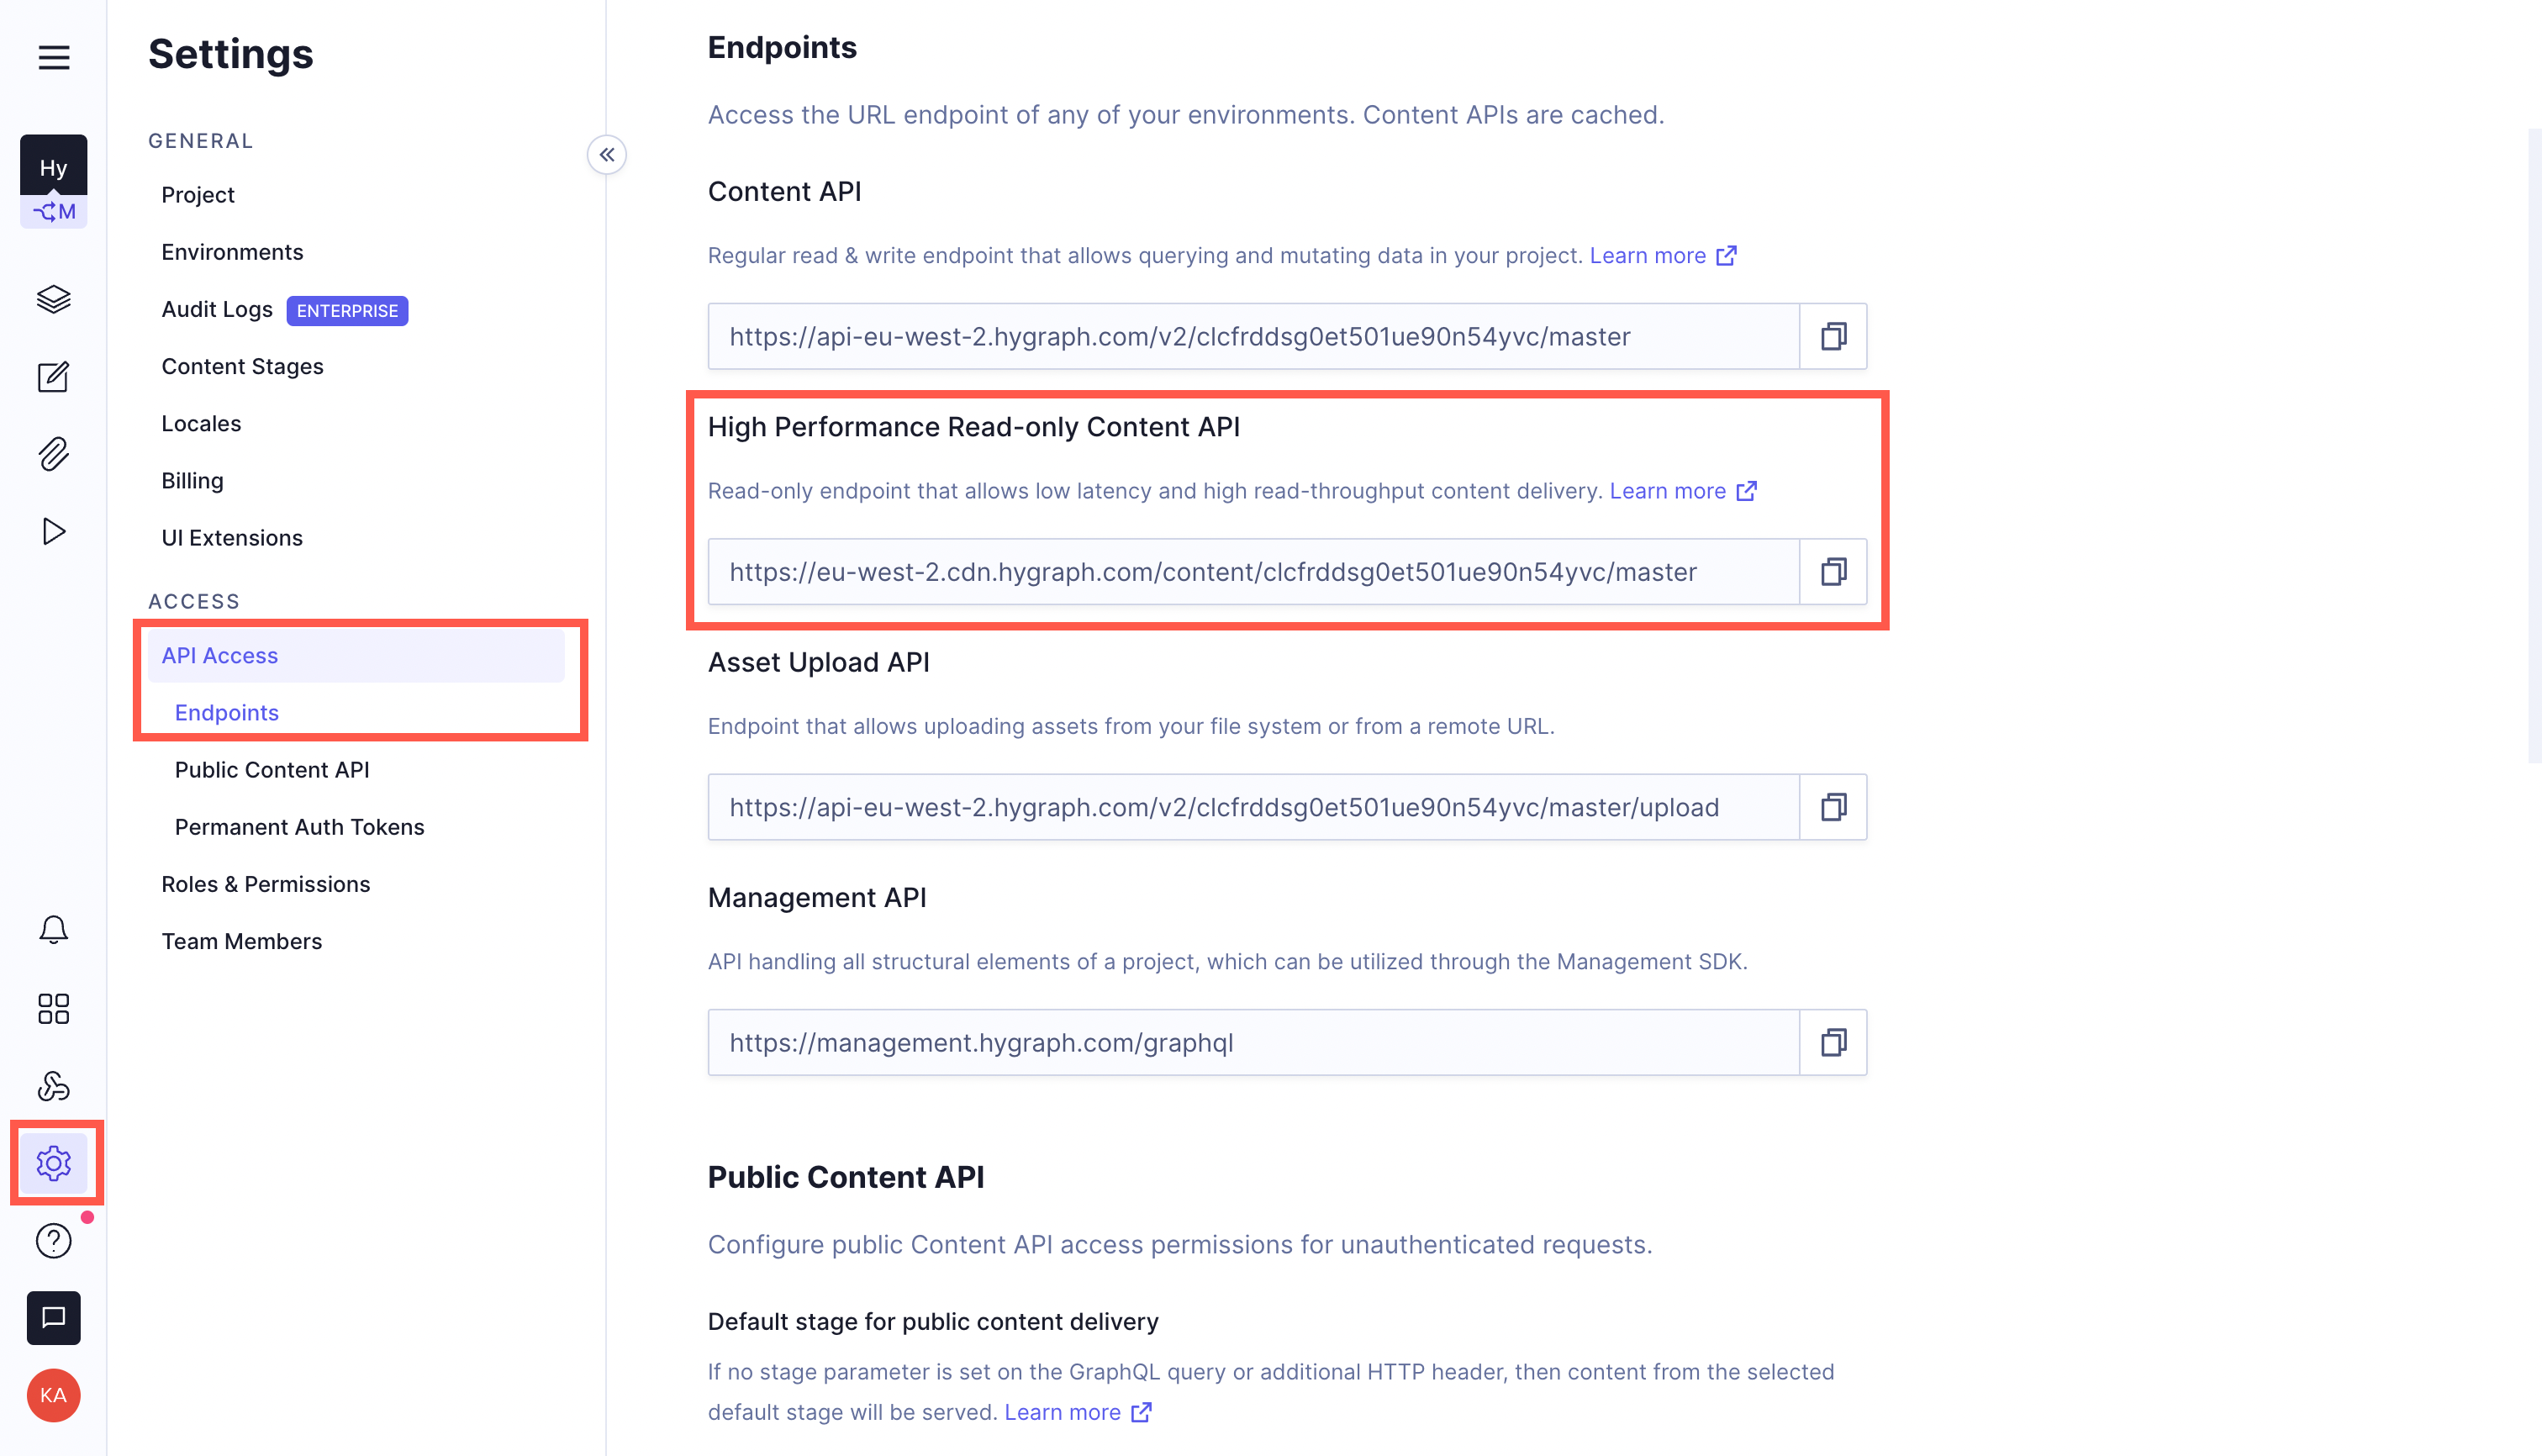 Hy
M
KA
Settings
GENERAL
Project
Environments
Audit Logs ENTERPRISE
Content Stages
Locales
Billing
UI Extensions
ACCESS
API Access
Endpoints
Public Content API
Permanent Auth Tokens
Roles & Permissions
Team Members
Endpoints
Access the URL endpoint of any of your environments. Content APIs are cached.
Content API
Regular read & write endpoint that allows querying and mutating data in your project. Learn more
https://api-eu-west-2.hygraph.com/v2/clcfrddsg0et501ue90n54yvc/master
High Performance Read-only Content API
Read-only endpoint that allows low latency and high read-throughput content delivery. Learn more
https://eu-west-2.cdn.hygraph.com/content/clcfrddsg0et501ue90n54yvc/master
Asset Upload API
Endpoint that allows uploading assets from your file system or from a remote URL.
https://api-eu-west-2.hygraph.com/v2/clcfrddsg0et501ue90n54yvc/master/upload
Management API
API handling all structural elements of a project, which can be utilized through the Management SDK.
https://management.hygraph.com/graphql
Public Content API
Configure public Content API access permissions for unauthenticated requests.
Default stage for public content delivery
If no stage parameter is set on the GraphQL query or additional HTTP header, then content from the selected
default stage will be served. Learn more